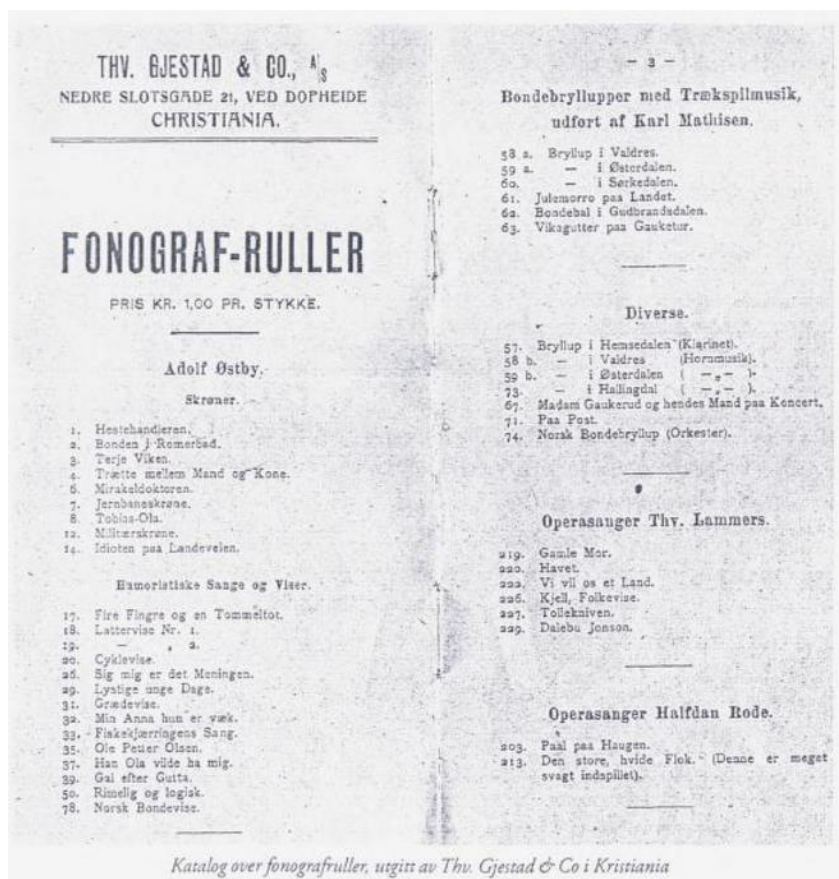 THV. GJESTAD & CO., A/S
NEDRE SLOTSGADE 21, VED DOPHEIDE
CHRISTIANIA.
FONOGRAF-RULLER
PRIS KR. 1,00 PR. STYKKE.
Adolf Østby.
Skrøner.
1. Hestehandleren.
2. Bonden i Romerbad.
3. Terje Viken.
4. Trætte mellem Mand og Kone.
6. Mirakeldoktoren.
7. Jernbaneskrøne.
8. Tobias-Ola.
12. Militærskrøne.
14. Idioten paa Landeveien.
Humoristiske Sange og Viser.
17. Fire Fingre og en Tommeltot.
18. Lattervise Nr. 1.
19. — „ 2.
20. Cyklevise.
26. Sig mig er det Meningen.
29. Lystige unge Dage.
31. Grædevise.
32. Min Anna hun er væk.
33. Fiskekjærringens Sang.
35. Ole Petter Olsen.
37. Han Ola vilde ha mig.
39. Gal efter Gutta.
50. Rimelig og logisk.
78. Norsk Bondevise.
— 3 —
Bondebryllupper med Trækspilmusik,
udført af Karl Mathisen.
58 a. Bryllup i Valdres.
59 a. — i Østerdalen.
60. — i Sørkedalen.
61. Julemorro paa Landet.
62. Bondebal i Gudbrandsdalen.
63. Vikagutter paa Gauketur.
Diverse.
57. Bryllup i Hemsedalen (Klarinet).
58 b. — i Valdres (Hornmusik).
59 b. — i Østerdalen ( —„— ).
73. — i Hallingdal ( —„— ).
67. Madam Gaukerud og hendes Mand paa Koncert.
71. Paa Post.
74. Norsk Bondebryllup (Orkester).
Operasanger Thv. Lammers.
219. Gamle Mor.
220. Havet.
222. Vi vil os et Land.
226. Kjell, Folkevise.
227. Tollekniven.
229. Dalebu Jonson.
Operasanger Halfdan Rode.
203. Paal paa Haugen.
213. Den store, hvide Flok. (Denne er meget
svagt indspillet).
Katalog over fonografruller, utgitt av Thv. Gjestad & Co i Kristiania